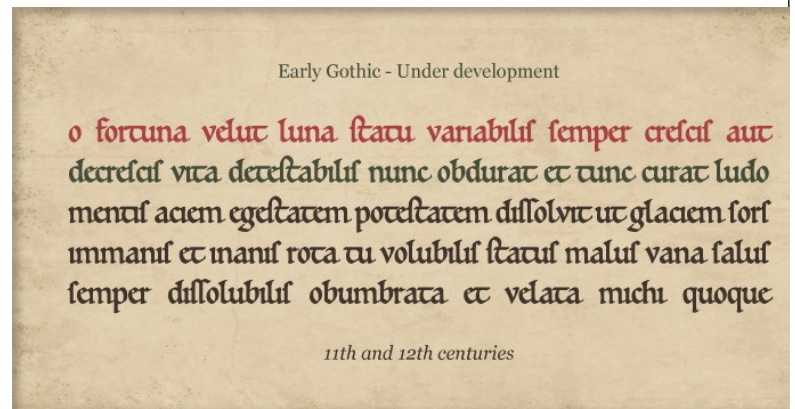 Early Gothic - Under development
o fortuna velut luna ſtatu variabiliſ ſemper creſciſ aut
decreſciſ vita deteſtabiliſ nunc obdurat et tunc curat ludo
mentiſ aciem egeſtatem poteſtatem diſſolvit ut glaciem ſorſ
immaniſ et inaniſ rota tu volubiliſ ſtatuſ maluſ vana ſaluſ
ſemper diſſolubiliſ obumbrata et velata michi quoque
11th and 12th centuries